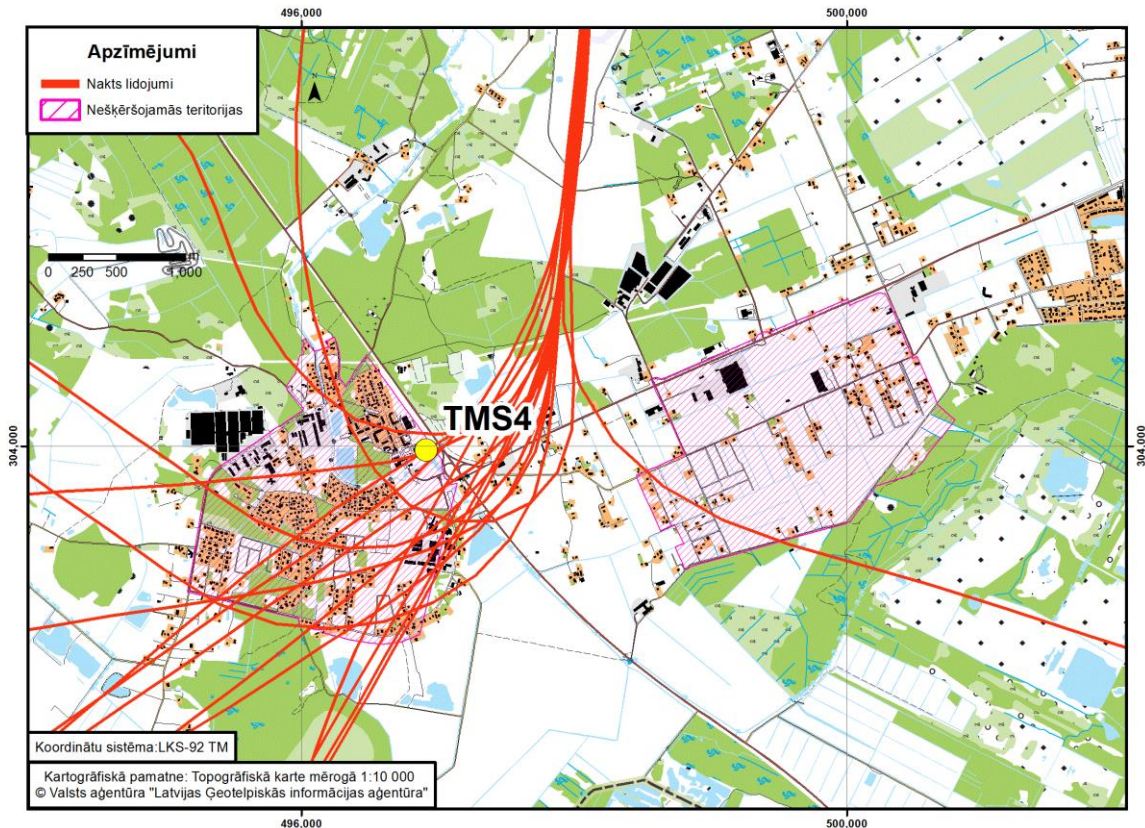 496,000
500,000
Apzīmējumi
Nakts lidojumi
Nešķēršojamās teritorijas
N
0 250 500 1 000
m
TMS4
304,000
304,000
Koordinātu sistēma:LKS-92 TM
Kartogrāfiskā pamatne: Topogrāfiskā karte mērogā 1:10 000
© Valsts aģentūra "Latvijas Ģeotelpiskās informācijas aģentūra"
496,000
500,000